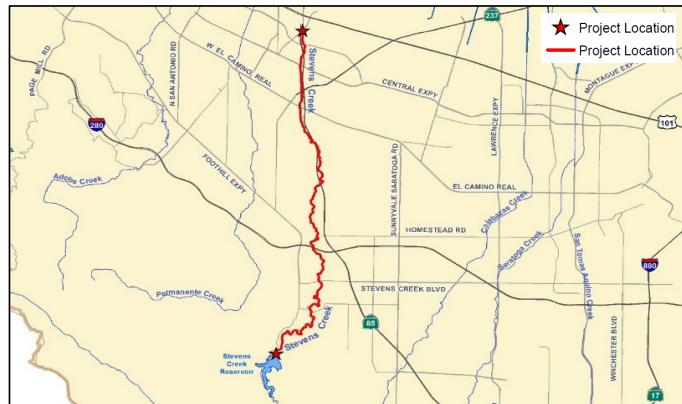 237
Project Location
Project Location
PAGE MILL RD
N SAN ANTONIO RD
W EL CAMINO REAL
Stevens Creek
CENTRAL EXPY
MONTAGUE EXP
LAWRENCE EXPY
101
280
FOOTHILL EXPY
SUNNYVALE SARATOGA RD
Adobe Creek
EL CAMINO REAL
Calabazas Creek
HOMESTEAD RD
Saratoga Creek
San Tomas Aquino Creek
880
Permanente Creek
STEVENS CREEK BLVD
85
Stevens Creek
WINCHESTER BLVD
Stevens
Creek
Reservoir
17